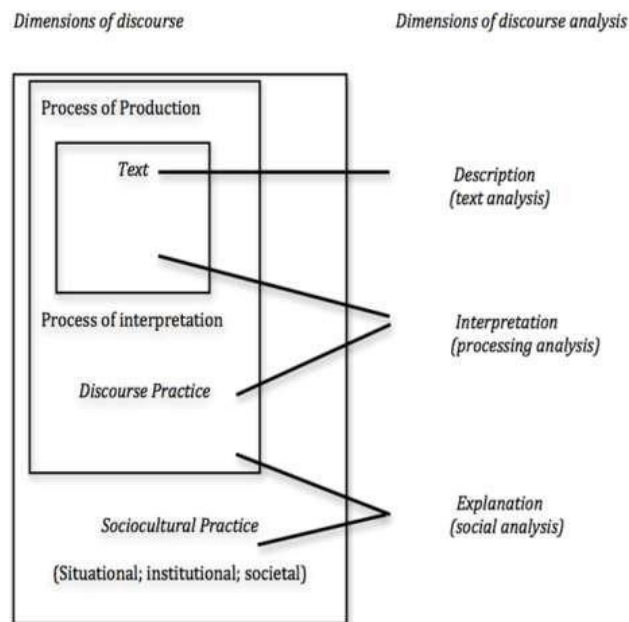 Dimensions of discourse
Dimensions of discourse analysis
Process of Production
Text
Description
(text analysis)
Process of interpretation
Interpretation
(processing analysis)
Discourse Practice
Explanation
(social analysis)
Sociocultural Practice
(Situational; institutional; societal)